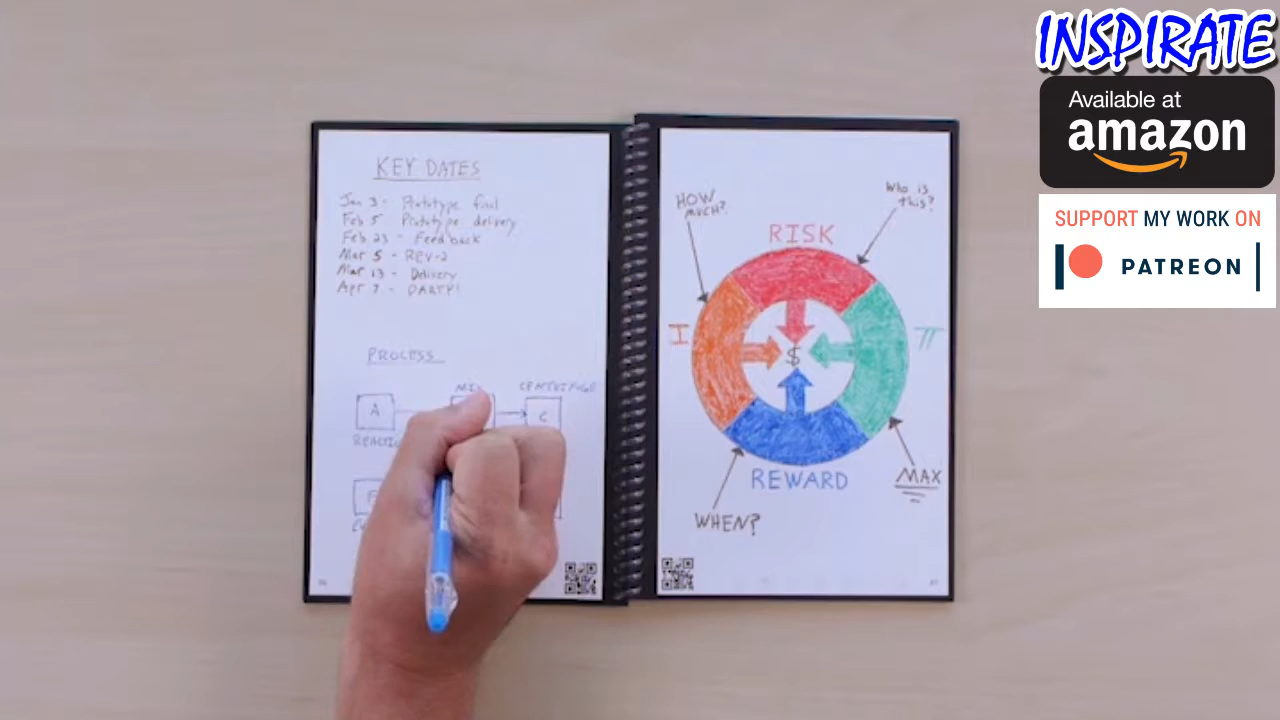 INSPIRATE
Available at
amazon
SUPPORT MY WORK ON
PATREON
KEY DATES
Jan 3 - Prototype final
Feb 5 Prototype delivery
Feb 23 - Feedback
Mar 5 - REV-2
Mar 13 - Delivery
Apr 7 - PARTY!
PROCESS
MIX
CENTRIFUGE
A
C
HOW
MUCH?
Who is
this?
RISK
I
$
π
REWARD
MAX
WHEN?